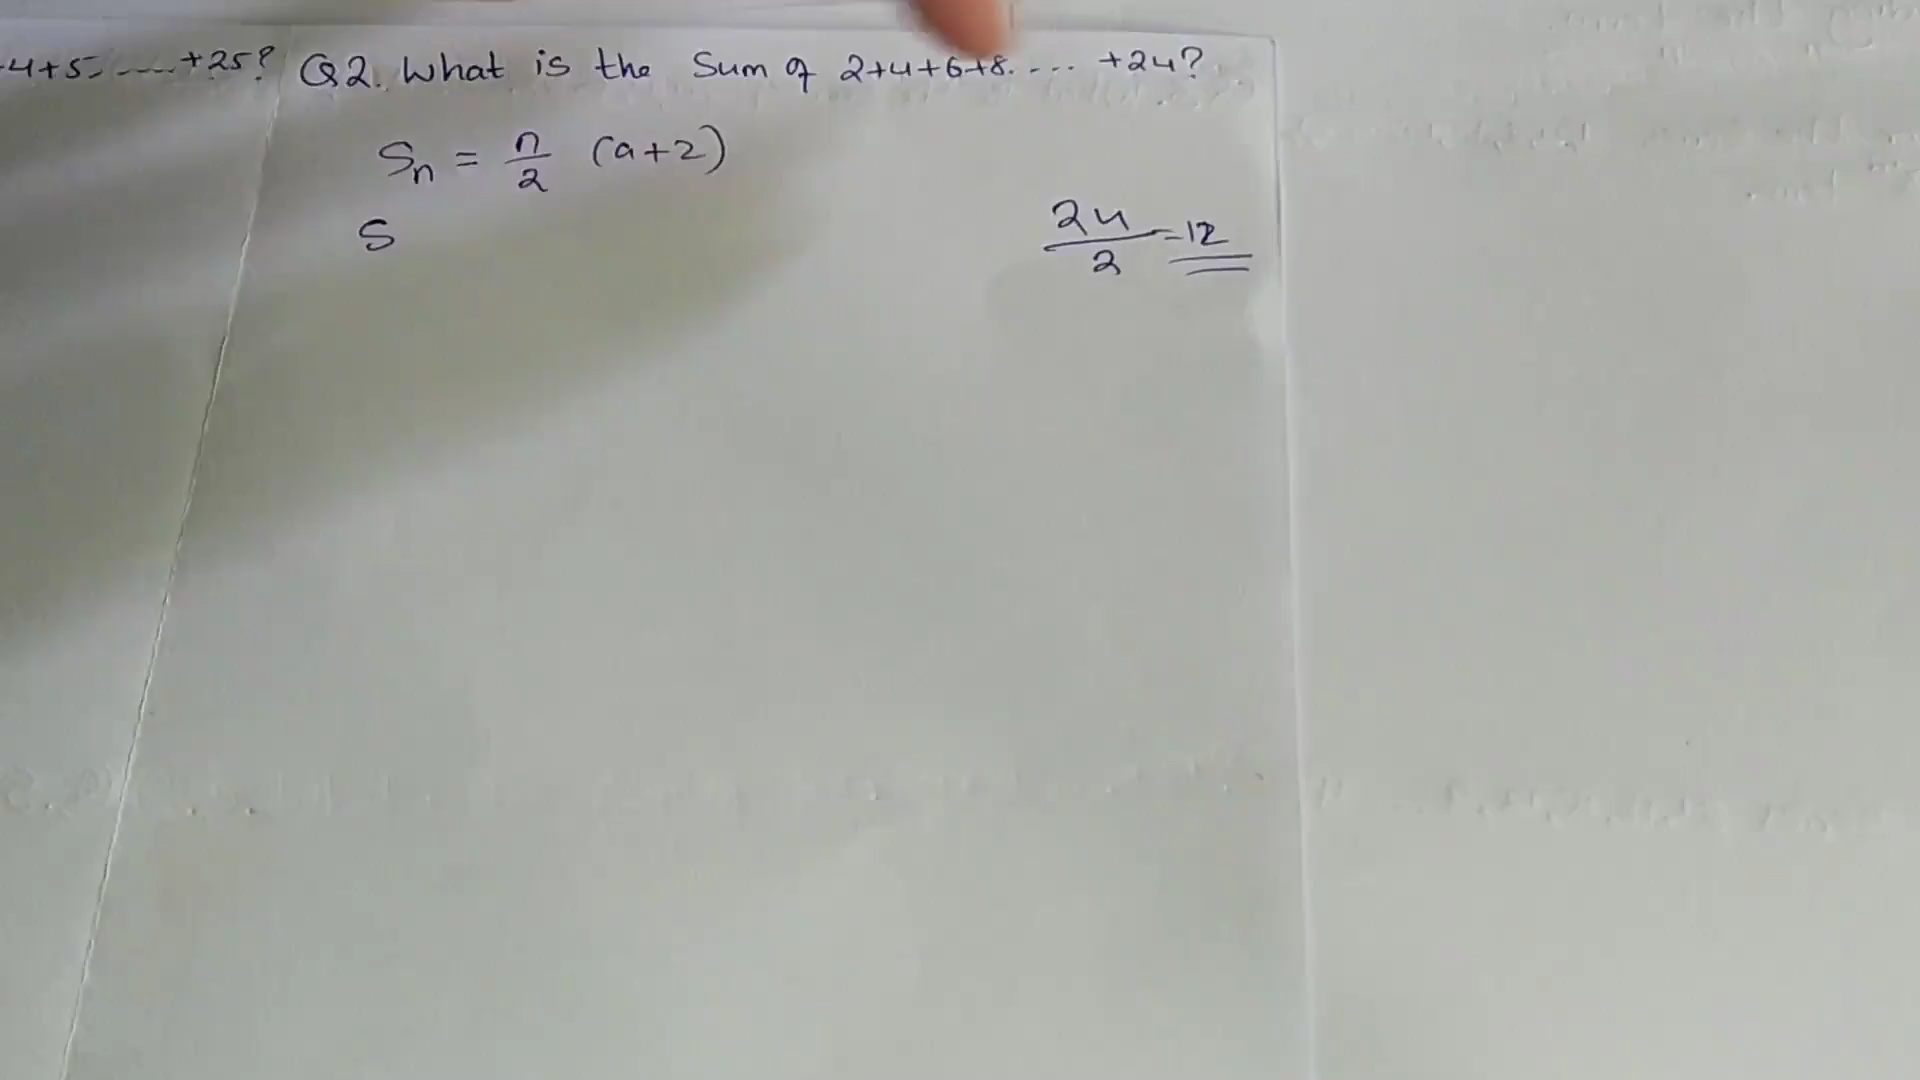 4+5- ..... +25? Q2. What is the Sum of 2+4+6+8. ... +24?
Sn = n/2 (a+2)
24/2 = 12
S